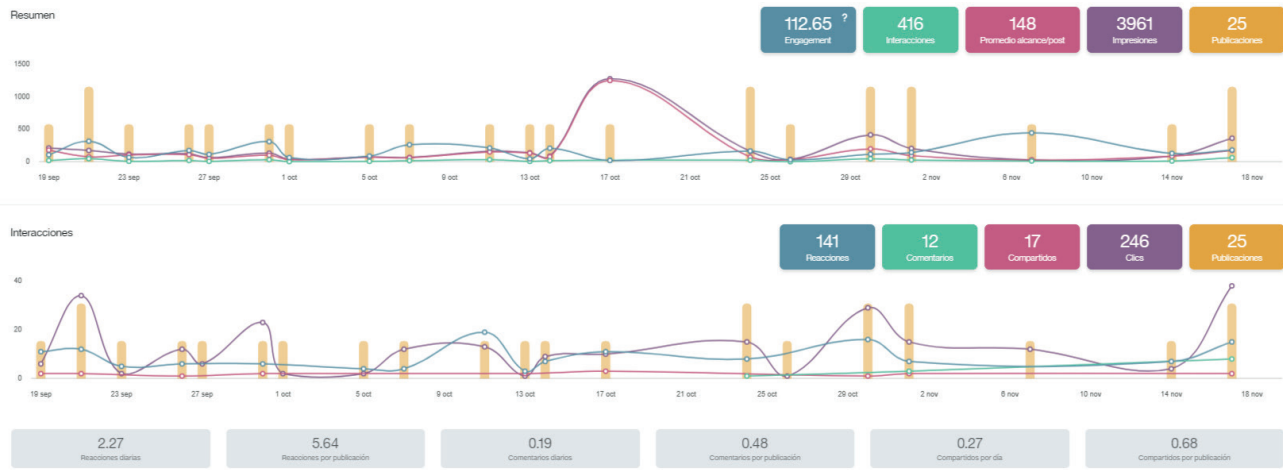 Resumen
112.65 ? 416 148 3961 25
Engagement Interacciones Promedio alcance/post Impresiones Publicaciones
1500
1000
500
0
19 sep 23 sep 27 sep 1 oct 5 oct 9 oct 13 oct 17 oct 21 oct 25 oct 29 oct 2 nov 6 nov 10 nov 14 nov 18 nov
Interacciones
141 12 17 246 25
Reacciones Comentarios Compartidos Clics Publicaciones
40
20
0
19 sep 23 sep 27 sep 1 oct 5 oct 9 oct 13 oct 17 oct 21 oct 25 oct 29 oct 2 nov 6 nov 10 nov 14 nov 18 nov
2.27 5.64 0.19 0.48 0.27 0.68
Reacciones diarias Reacciones por publicación Comentarios diarios Comentarios por publicación Compartidos por día Compartidos por publicación